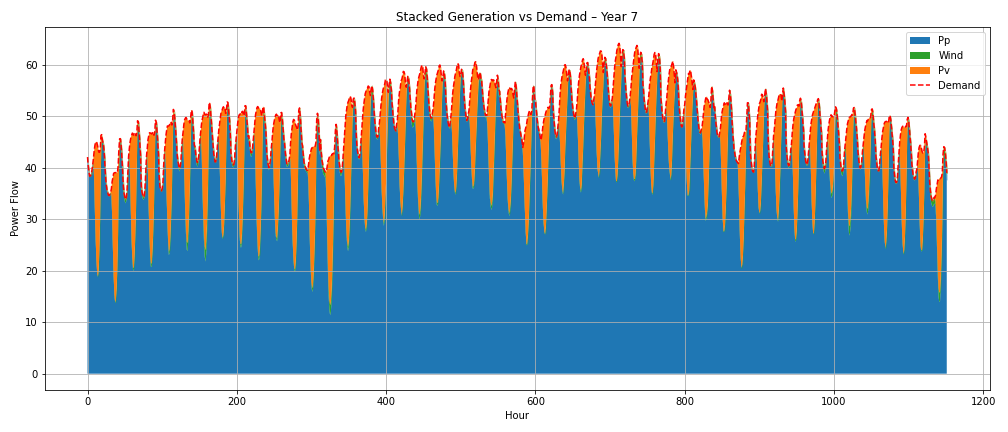 Stacked Generation vs Demand – Year 7
Power Flow
60
50
40
30
20
10
0
0 200 400 600 800 1000 1200
Hour
Pp
Wind
Pv
Demand